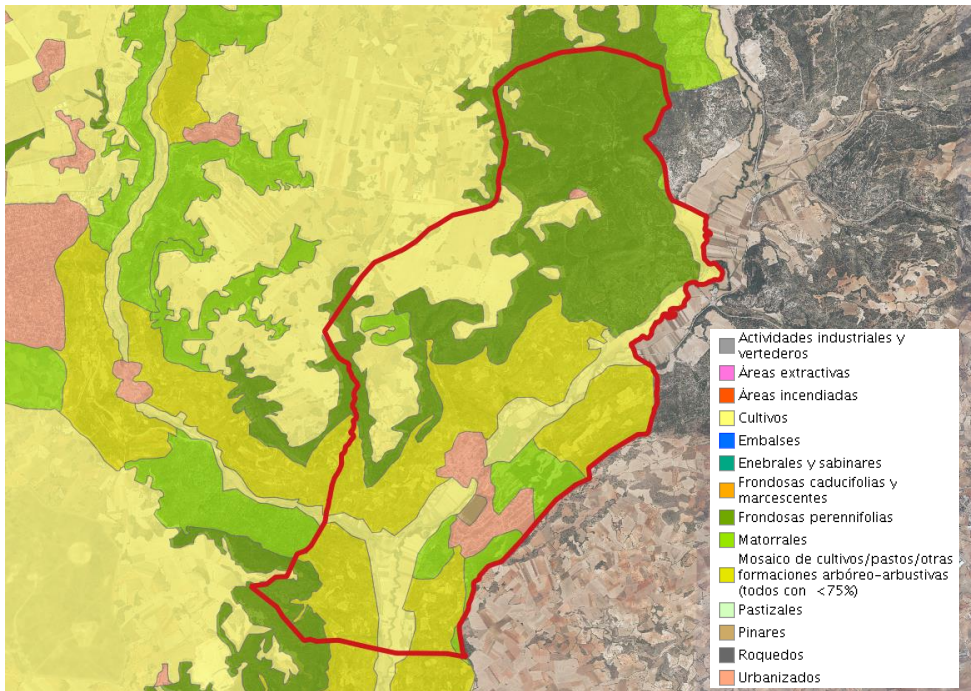 Actividades industriales y
vertederos
Áreas extractivas
Áreas incendiadas
Cultivos
Embalses
Enebrales y sabinares
Frondosas caducifolias y
marcescentes
Frondosas perennifolias
Matorrales
Mosaico de cultivos/pastos/otras
formaciones arbóreo-arbustivas
(todos con <75%)
Pastizales
Pinares
Roquedos
Urbanizados